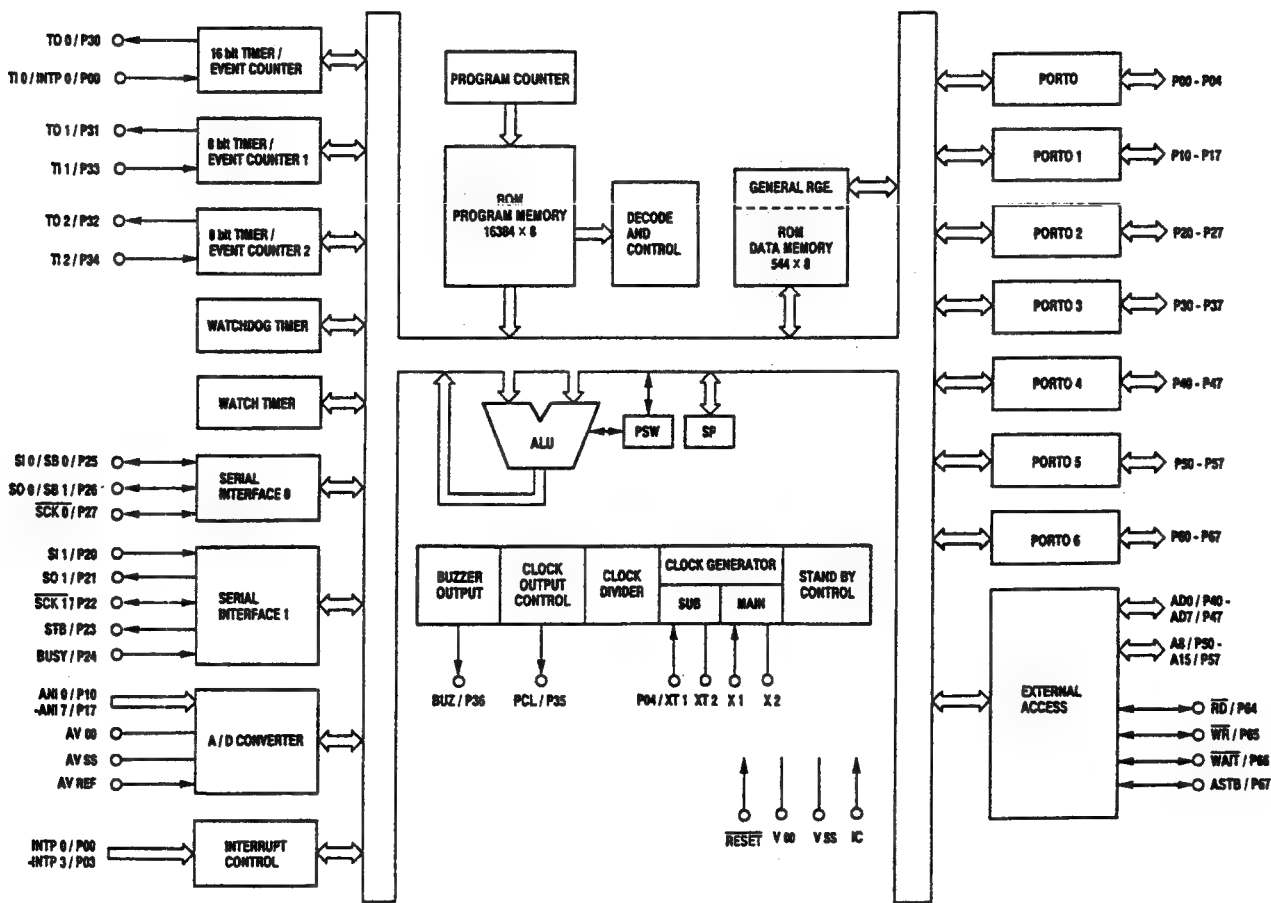 TO 0 / P30
TI 0 / INTP 0 / P00
16 bit TIMER /
EVENT COUNTER
TO 1 / P31
TI 1 / P33
8 bit TIMER /
EVENT COUNTER 1
TO 2 / P32
TI 2 / P34
8 bit TIMER /
EVENT COUNTER 2
WATCHDOG TIMER
WATCH TIMER
SI 0 / SB 0 / P25
SO 0 / SB 1 / P26
SCK 0 / P27
SERIAL
INTERFACE 0
SI 1 / P20
SO 1 / P21
SCK 1 / P22
STB / P23
BUSY / P24
SERIAL
INTERFACE 1
ANI 0 / P10
-ANI 7 / P17
AV 00
AV SS
AV REF
A / D CONVERTER
INTP 0 / P00
-INTP 3 / P03
INTERRUPT
CONTROL
PROGRAM COUNTER
ROM
PROGRAM MEMORY
16384 × 8
DECODE
AND
CONTROL
GENERAL RGE.
ROM
DATA MEMORY
544 × 8
ALU
PSW
SP
BUZZER
OUTPUT
CLOCK
OUTPUT
CONTROL
CLOCK
DIVIDER
CLOCK GENERATOR
SUB
MAIN
STAND BY
CONTROL
BUZ / P36
PCL / P35
P04 / XT 1
XT 2
X 1
X 2
RESET
V 00
V SS
IC
PORTO
P00 - P04
PORTO 1
P10 - P17
PORTO 2
P20 - P27
PORTO 3
P30 - P37
PORTO 4
P40 - P47
PORTO 5
P50 - P57
PORTO 6
P60 - P67
EXTERNAL
ACCESS
AD0 / P40 -
AD7 / P47
A8 / P50 -
A15 / P57
RD / P64
WR / P65
WAIT / P66
ASTB / P67